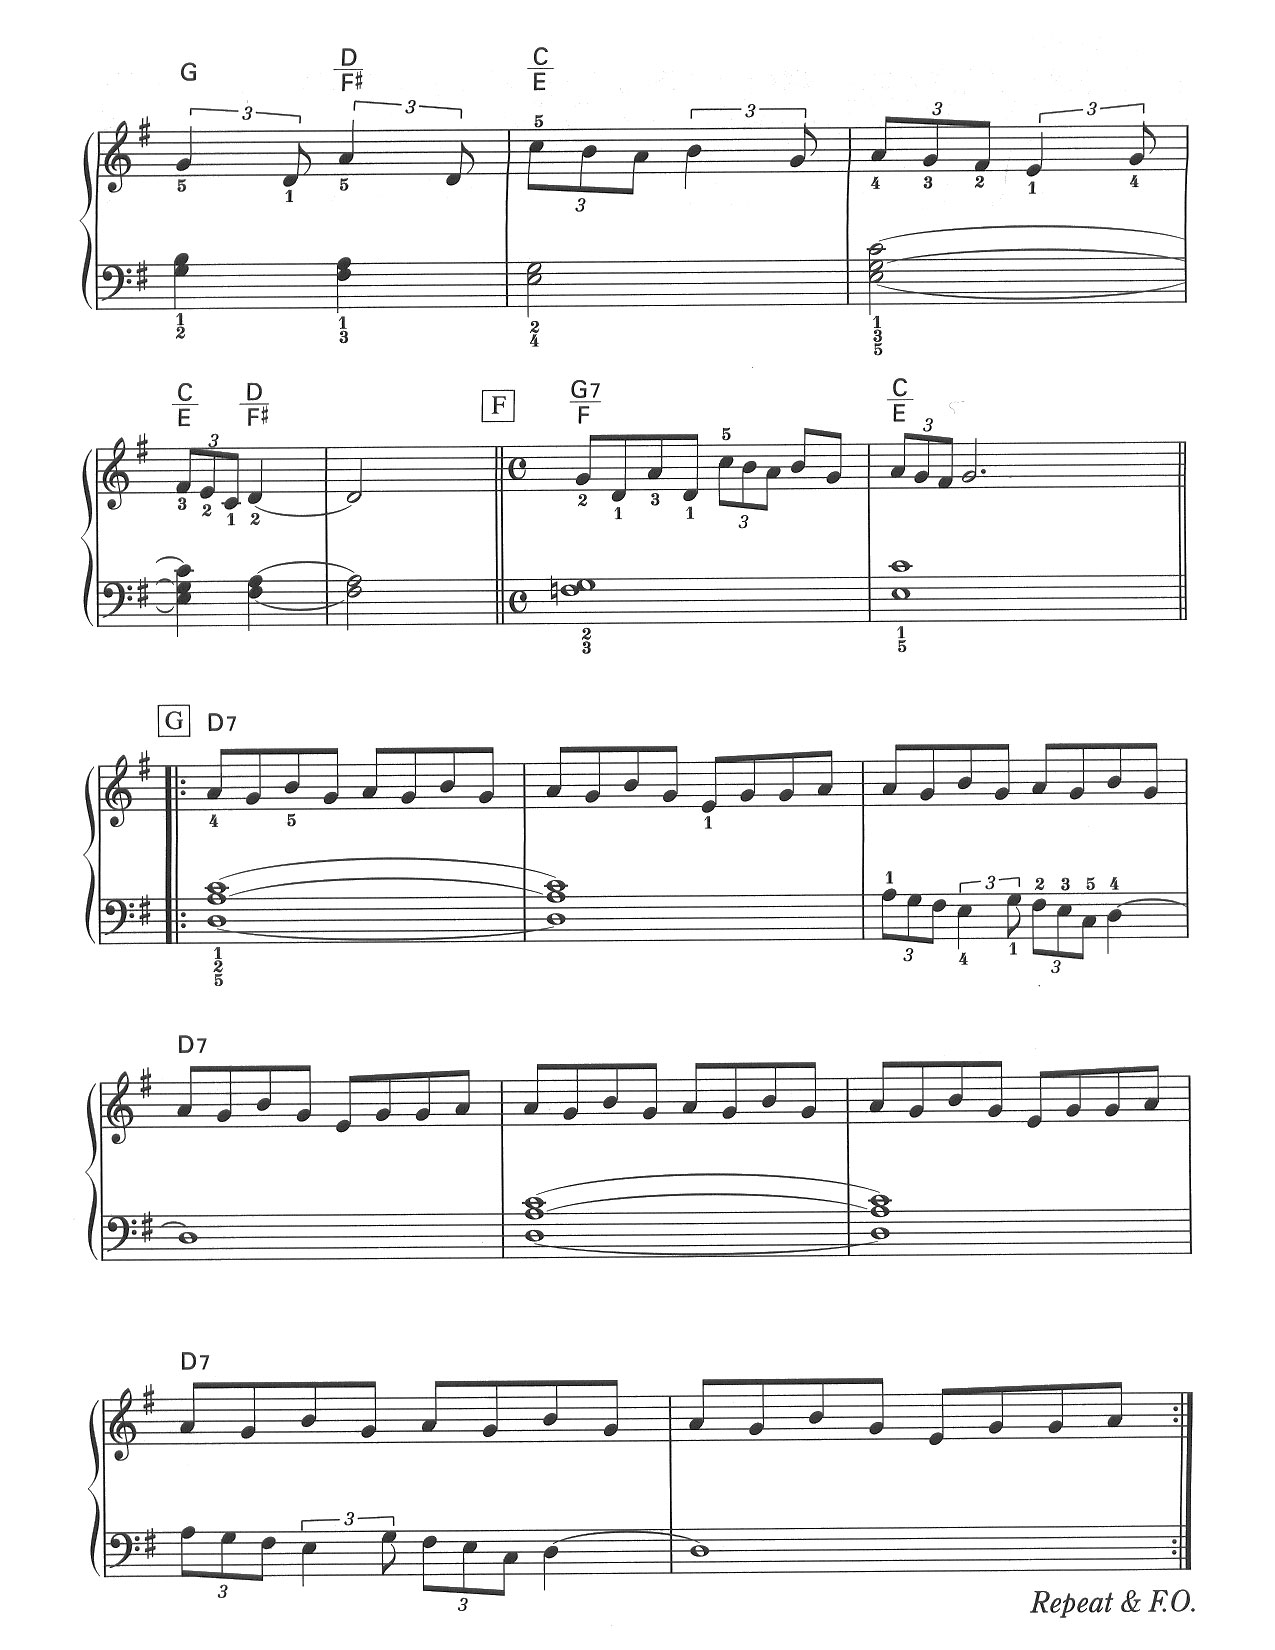 G D/F♯ C/E
3 3 5 3 3 3
5 1 5 3 4 3 2 1 4
1 2 1 3 2 4 1 3 5
C/E D/F♯ F G7/F C/E
3 5 3
3 2 1 2 2 1 3 1 3
2 3 1 5
G D7
4 5 1
1 3 2 3 5 4
1 2 5 3 4 1 3
D7
D7
3
3 3
Repeat & F.O.